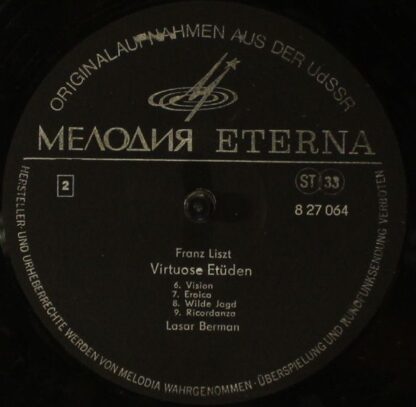 ORIGINALAUFNAHMEN AUS DER UdSSR
МЕЛОДИЯ ETERNA
2
ST 33
8 27 064
Franz Liszt
Virtuose Etüden
6. Vision
7. Eroica
8. Wilde Jagd
9. Ricordanza
Lasar Berman
HERSTELLER- UND URHEBERRECHTE WERDEN VON MELODIA WAHRGENOMMEN · ÜBERSPIELUNG UND RUNDFUNKSENDUNG VERBOTEN